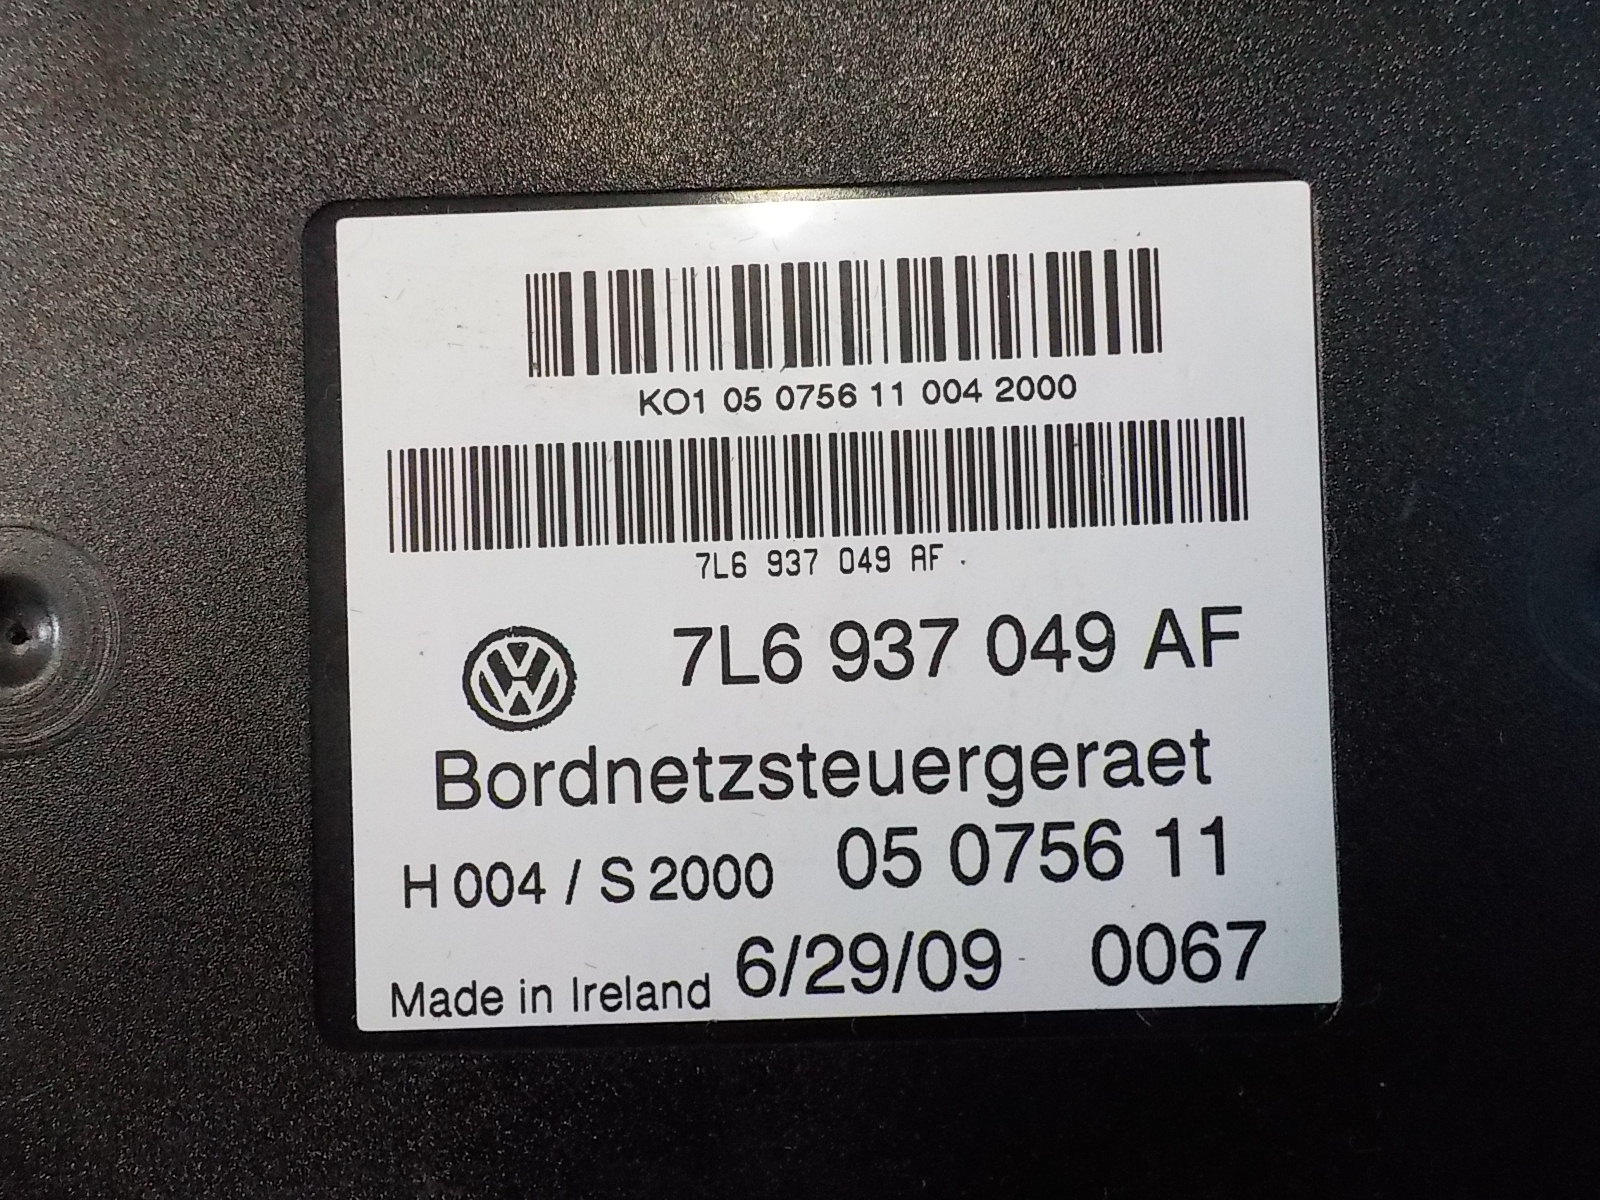 KO1 05 0756 11 004 2000
7L6 937 049 AF
7L6 937 049 AF
Bordnetzsteuergeraet
H 004 / S 2000 05 0756 11
Made in Ireland 6/29/09 0067